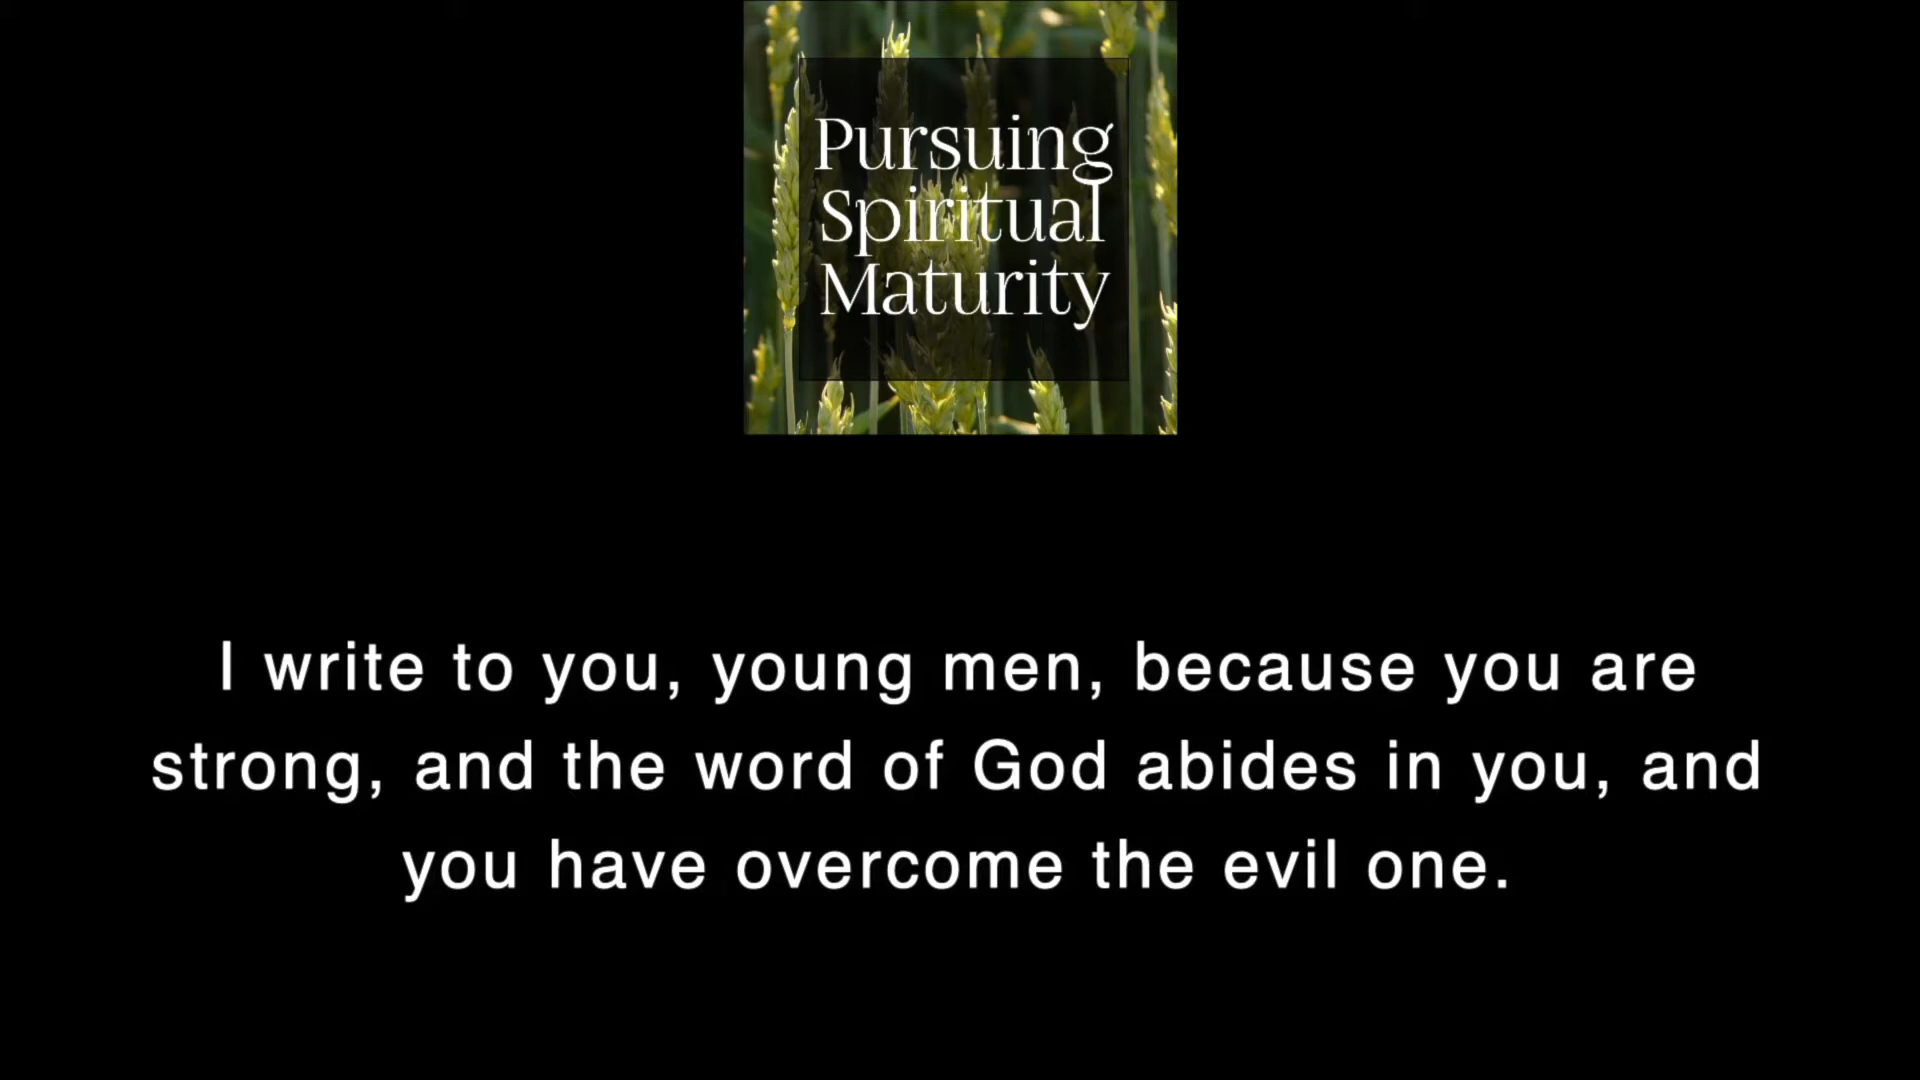 Pursuing
Spiritual
Maturity
I write to you, young men, because you are
strong, and the word of God abides in you, and
you have overcome the evil one.